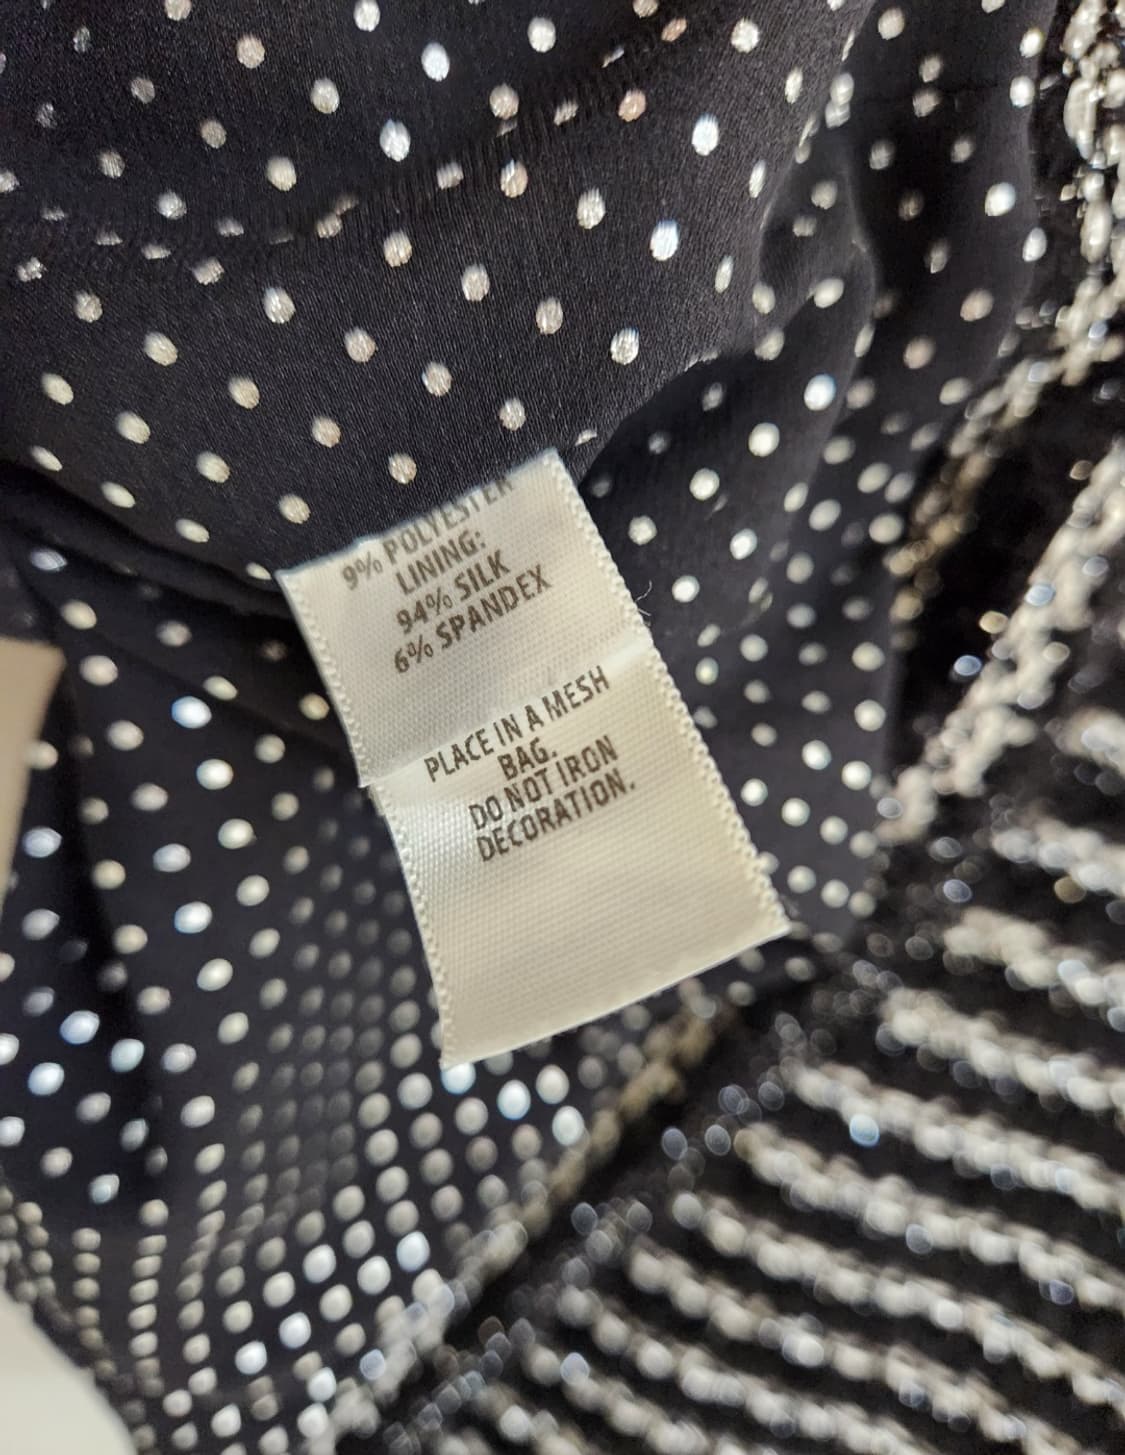 9% POLYESTER
LINING:
94% SILK
6% SPANDEX
PLACE IN A MESH
BAG.
DO NOT IRON
DECORATION.